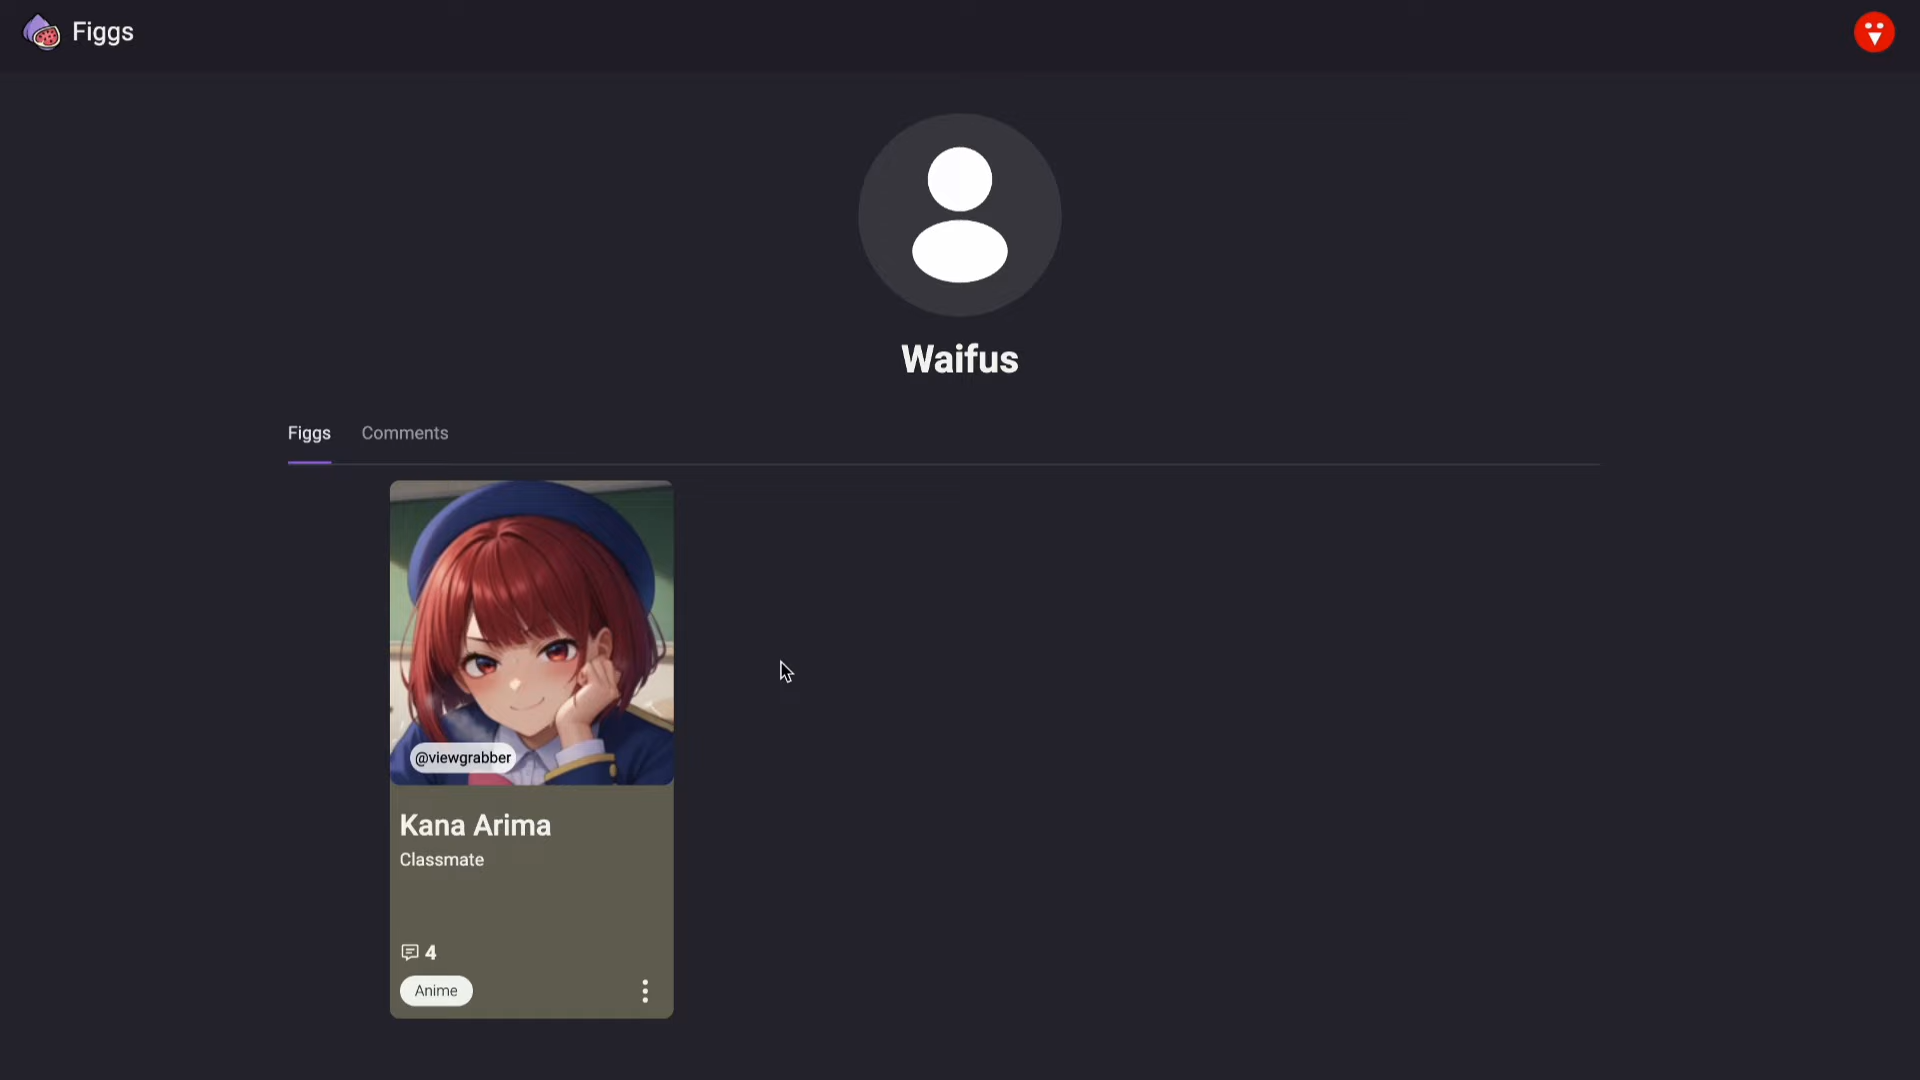 Figgs
Waifus
Figgs
Comments
@viewgrabber
Kana Arima
Classmate
4
Anime